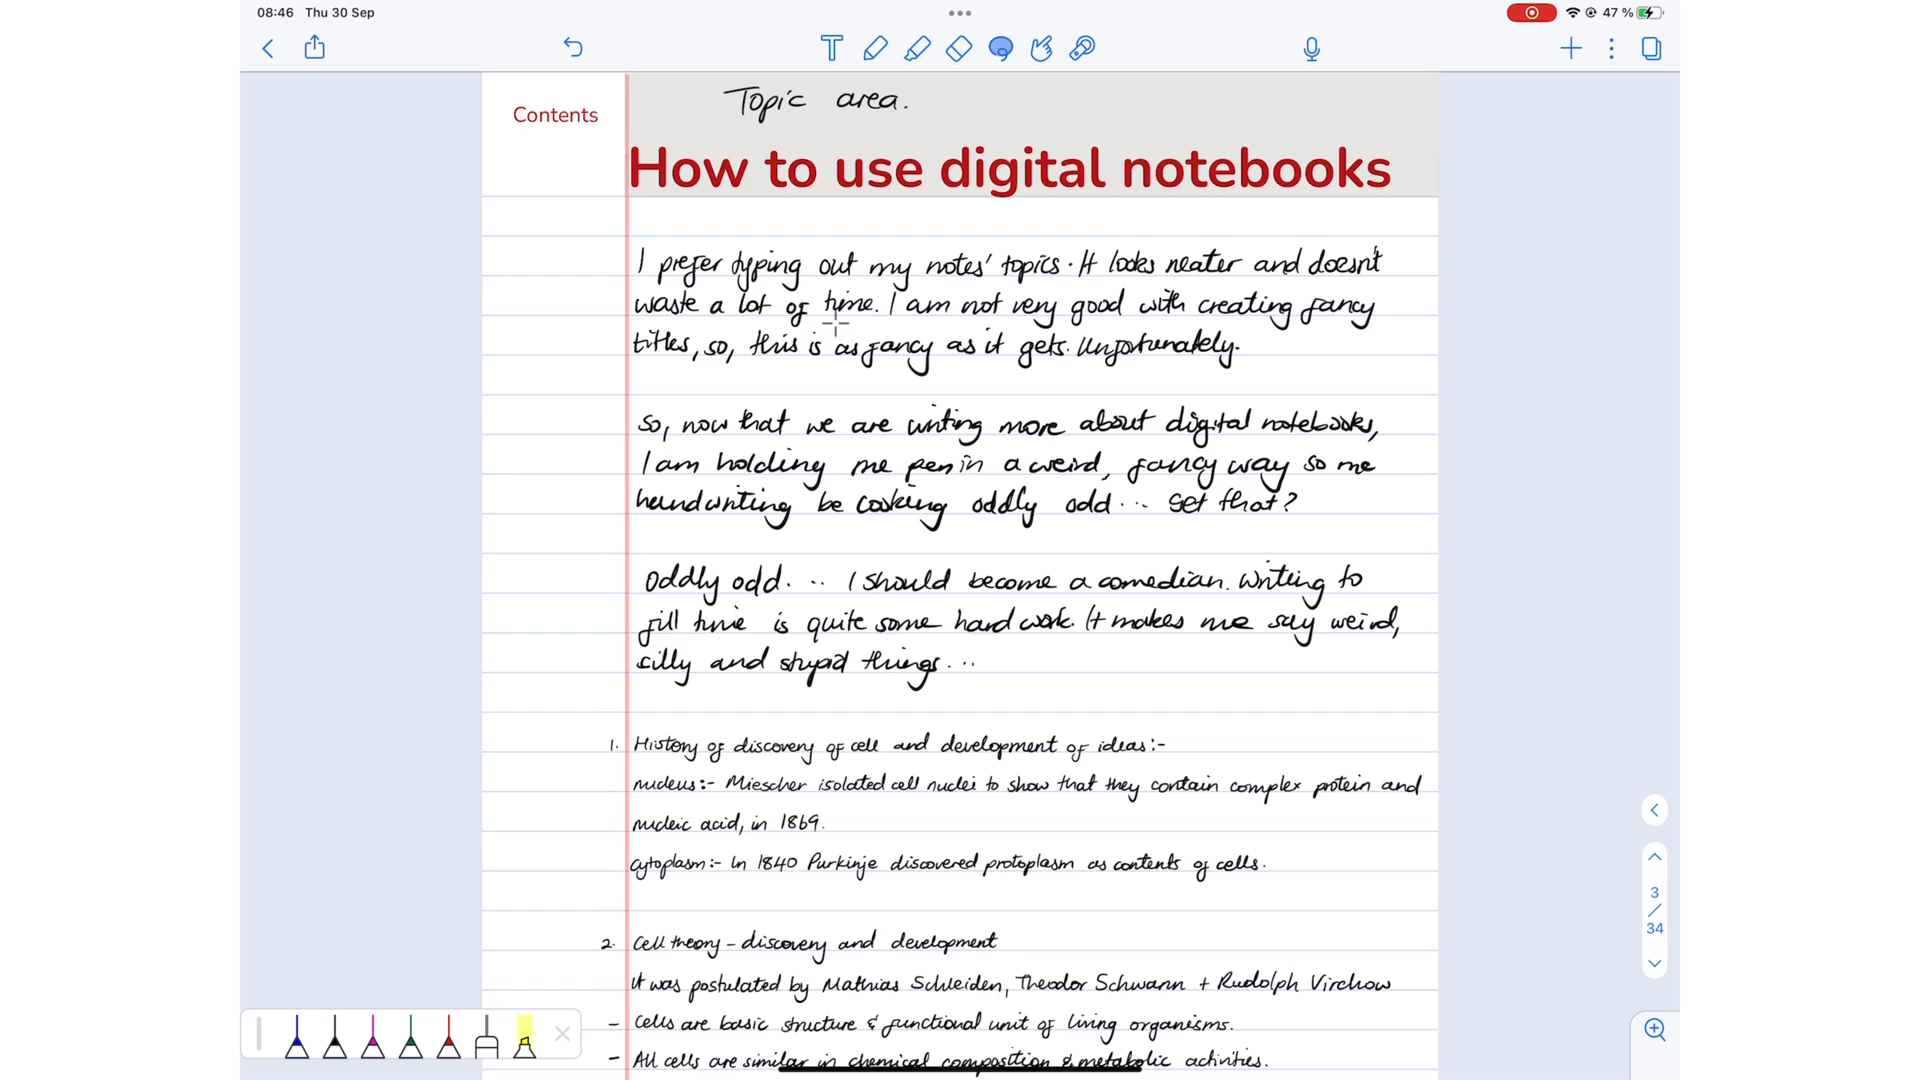 08:46 Thu 30 Sep
47 %
Contents
Topic area.
How to use digital notebooks
I prefer typing out my notes' topics. It looks neater and doesn't
waste a lot of time. I am not very good with creating fancy
titles, so, this is as fancy as it gets. Unfortunately.
So, now that we are writing more about digital notebooks,
I am holding me pen in a weird, fancy way so me
handwriting be looking oddly odd... Get that?
Oddly odd... I should become a comedian. Writing to
fill time is quite some hard work. It makes me say weird,
silly and stupid things...
1. History of discovery of cell and development of ideas:-
nucleus:- Miescher isolated cell nuclei to show that they contain complex protein and
nucleic acid, in 1869.
cytoplasm:- In 1840 Purkinje discovered protoplasm as contents of cells.
2. Cell theory - discovery and development
It was postulated by Mathias Schleiden, Theodor Schwann + Rudolph Virchow
- Cells are basic structure & functional unit of living organisms.
- All cells are similar in chemical composition & metabolic activities.
3
34